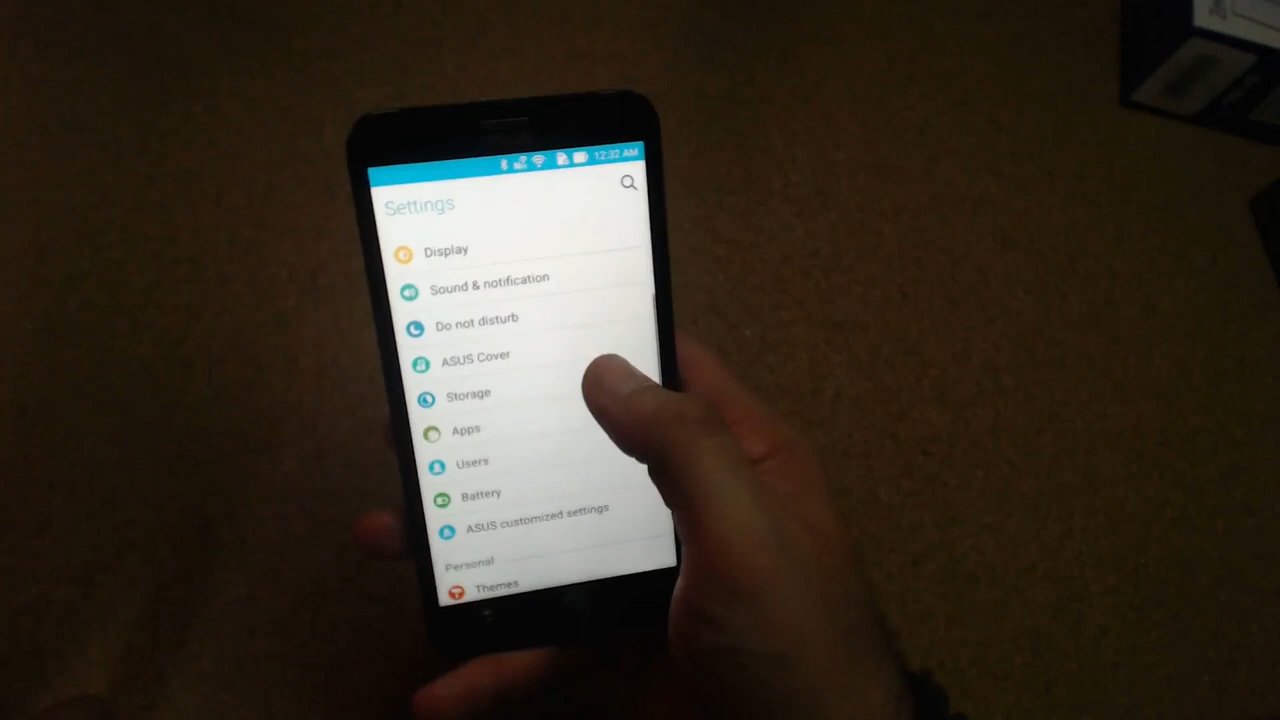 12:32 AM
Settings
Display
Sound & notification
Do not disturb
ASUS Cover
Storage
Apps
Users
Battery
ASUS customized settings
Personal
Themes